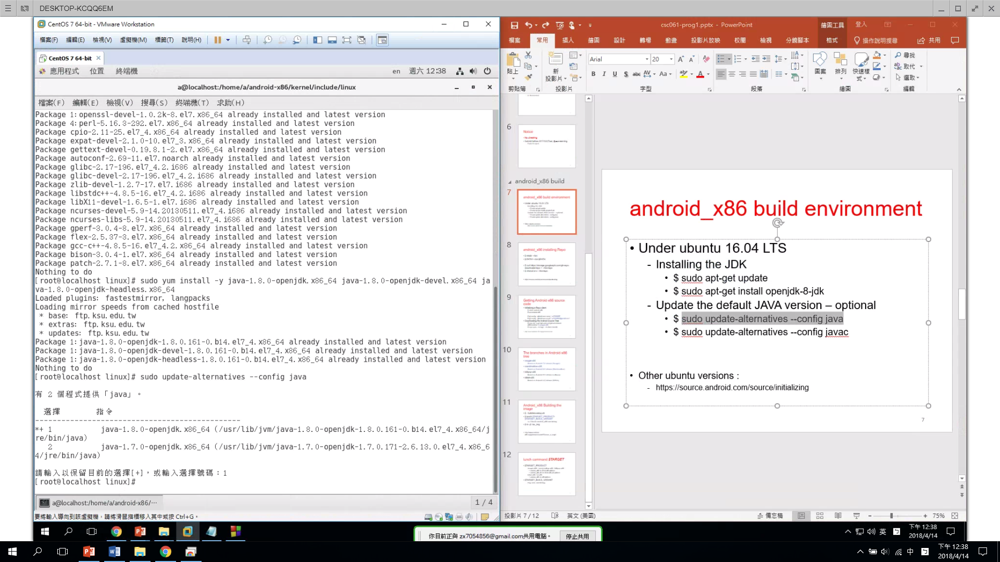 DESKTOP-KCQQ6EM
CentOS 7 64-bit - VMware Workstation
檔案(F) 編輯(E) 檢視(V) 虛擬機(M) 標籤(T) 說明(H)
CentOS 7 64-bit
應用程式 位置 終端機 en 週六 12:38
a@localhost:/home/a/android-x86/kernel/include/linux
檔案(F) 編輯(E) 檢視(V) 搜尋(S) 終端機(T) 求助(H)
Package 1:openssl-devel-1.0.2k-8.el7.x86_64 already installed and latest version
Package 4:perl-5.16.3-292.el7.x86_64 already installed and latest version
Package cpio-2.11-25.el7_4.x86_64 already installed and latest version
Package expat-devel-2.1.0-10.el7_3.x86_64 already installed and latest version
Package gettext-devel-0.19.8.1-2.el7.x86_64 already installed and latest version
Package autoconf-2.69-11.el7.noarch already installed and latest version
Package glibc-2.17-196.el7_4.2.i686 already installed and latest version
Package glibc-devel-2.17-196.el7_4.2.i686 already installed and latest version
Package zlib-devel-1.2.7-17.el7.i686 already installed and latest version
Package libstdc++-4.8.5-16.el7_4.2.i686 already installed and latest version
Package libX11-devel-1.6.5-1.el7.i686 already installed and latest version
Package ncurses-devel-5.9-14.20130511.el7_4.i686 already installed and latest version
Package ncurses-libs-5.9-14.20130511.el7_4.i686 already installed and latest version
Package gperf-3.0.4-8.el7.x86_64 already installed and latest version
Package flex-2.5.37-3.el7.x86_64 already installed and latest version
Package gcc-c++-4.8.5-16.el7_4.2.x86_64 already installed and latest version
Package bison-3.0.4-1.el7.x86_64 already installed and latest version
Package patch-2.7.1-8.el7.x86_64 already installed and latest version
Nothing to do
[root@localhost linux]# sudo yum install -y java-1.8.0-openjdk.x86_64 java-1.8.0-openjdk-devel.x86_64 ja
va-1.8.0-openjdk-headless.x86_64
Loaded plugins: fastestmirror, langpacks
Loading mirror speeds from cached hostfile
* base: ftp.ksu.edu.tw
* extras: ftp.ksu.edu.tw
* updates: ftp.ksu.edu.tw
Package 1:java-1.8.0-openjdk-1.8.0.161-0.b14.el7_4.x86_64 already installed and latest version
Package 1:java-1.8.0-openjdk-devel-1.8.0.161-0.b14.el7_4.x86_64 already installed and latest version
Package 1:java-1.8.0-openjdk-headless-1.8.0.161-0.b14.el7_4.x86_64 already installed and latest version
Nothing to do
[root@localhost linux]# sudo update-alternatives --config java
有 2 個程式提供「java」。
選擇 指令
-----------------------------------------------
*+ 1 java-1.8.0-openjdk.x86_64 (/usr/lib/jvm/java-1.8.0-openjdk-1.8.0.161-0.b14.el7_4.x86_64/j
re/bin/java)
2 java-1.7.0-openjdk.x86_64 (/usr/lib/jvm/java-1.7.0-openjdk-1.7.0.171-2.6.13.0.el7_4.x86_6
4/jre/bin/java)
請輸入以保留目前的選擇[+]，或輸入選擇號碼：1
[root@localhost linux]#
a@localhost:/home/a/android-x86/··· 1 / 4
要將輸入導向到該虛擬機，請將滑鼠指標移入其中或按 Ctrl+G。
csc061-prog1.pptx - PowerPoint 繪圖工具 登入
檔案 常用 插入 繪圖 設計 轉場 動畫 投影片放映 校閱 檢視 分鏡腳本 格式 操作說明搜尋 共用
貼上 新投影片 Arial 20 圖案 排列 快速樣式 尋找 取代 選取
B I U S abc AV Aa A
剪貼簿 投影片 字型 段落 繪圖 編輯
6
Notice
android_x86 build
7
android_x86 build environment
8
android_x86 installing Repo
9
Getting Android-x86 source code
10
The branches in Android x86 tree
11
Android_x86 Building the image
12
lunch command $TARGET
android_x86 build environment
• Under ubuntu 16.04 LTS
- Installing the JDK
• $ sudo apt-get update
• $ sudo apt-get install openjdk-8-jdk
- Update the default JAVA version – optional
• $ sudo update-alternatives --config java
• $ sudo update-alternatives --config javac
• Other ubuntu versions :
- https://source.android.com/source/initializing
7
投影片 7 / 12 英文 (美國) 備忘稿 75%
你目前正與 zx7054856@gmail.com共用電腦。 停止共用
英 下午 12:38
2018/4/14
中 下午 12:38
2018/4/14